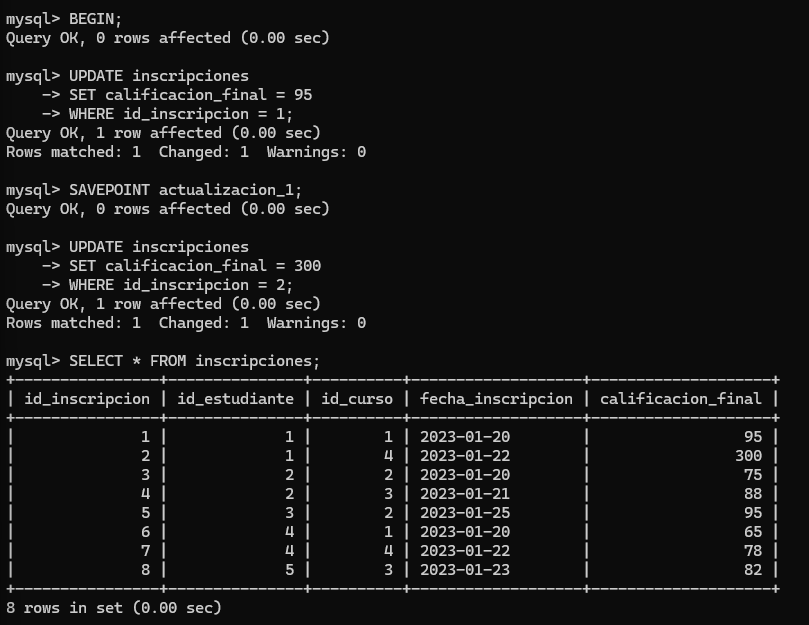 mysql> BEGIN;
Query OK, 0 rows affected (0.00 sec)
mysql> UPDATE inscripciones
    -> SET calificacion_final = 95
    -> WHERE id_inscripcion = 1;
Query OK, 1 row affected (0.00 sec)
Rows matched: 1  Changed: 1  Warnings: 0
mysql> SAVEPOINT actualizacion_1;
Query OK, 0 rows affected (0.00 sec)
mysql> UPDATE inscripciones
    -> SET calificacion_final = 300
    -> WHERE id_inscripcion = 2;
Query OK, 1 row affected (0.00 sec)
Rows matched: 1  Changed: 1  Warnings: 0
mysql> SELECT * FROM inscripciones;
+----------------+---------------+----------+-------------------+--------------------+
| id_inscripcion | id_estudiante | id_curso | fecha_inscripcion | calificacion_final |
+----------------+---------------+----------+-------------------+--------------------+
|              1 |             1 |        1 | 2023-01-20        |                 95 |
|              2 |             1 |        4 | 2023-01-22        |                300 |
|              3 |             2 |        2 | 2023-01-20        |                 75 |
|              4 |             2 |        3 | 2023-01-21        |                 88 |
|              5 |             3 |        2 | 2023-01-25        |                 95 |
|              6 |             4 |        1 | 2023-01-20        |                 65 |
|              7 |             4 |        4 | 2023-01-22        |                 78 |
|              8 |             5 |        3 | 2023-01-23        |                 82 |
+----------------+---------------+----------+-------------------+--------------------+
8 rows in set (0.00 sec)